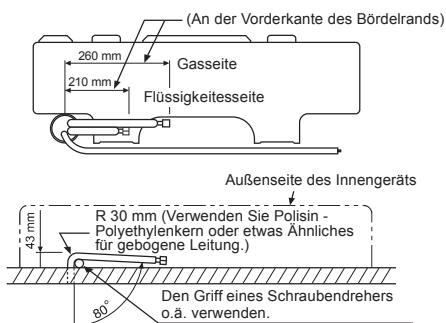 (An der Vorderkante des Bördelrands)
260 mm
Gasseite
210 mm
Flüssigkeitesseite
Außenseite des Innengeräts
43 mm
R 30 mm (Verwenden Sie Polisin -
Polyethylenkern oder etwas Ähnliches
für gebogene Leitung.)
Den Griff eines Schraubendrehers
o.ä. verwenden.
80°